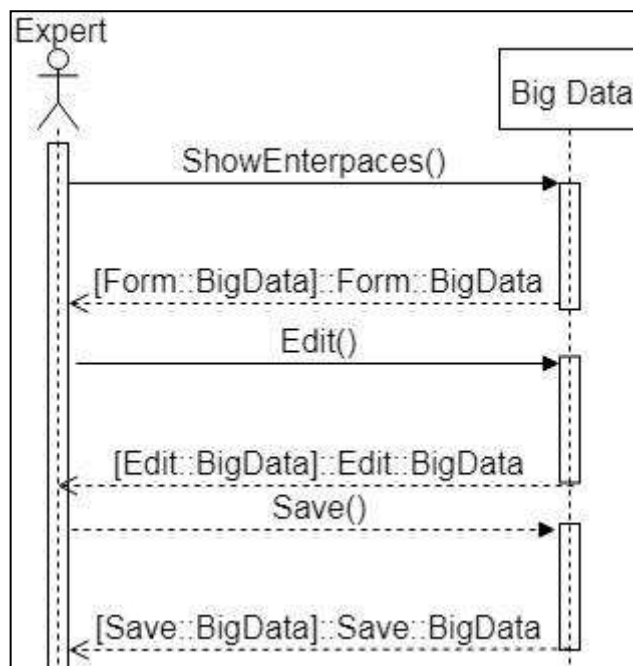 Expert
Big Data
ShowEnterpaces()
[Form::BigData]::Form::BigData
Edit()
[Edit::BigData]::Edit::BigData
Save()
[Save::BigData]::Save::BigData